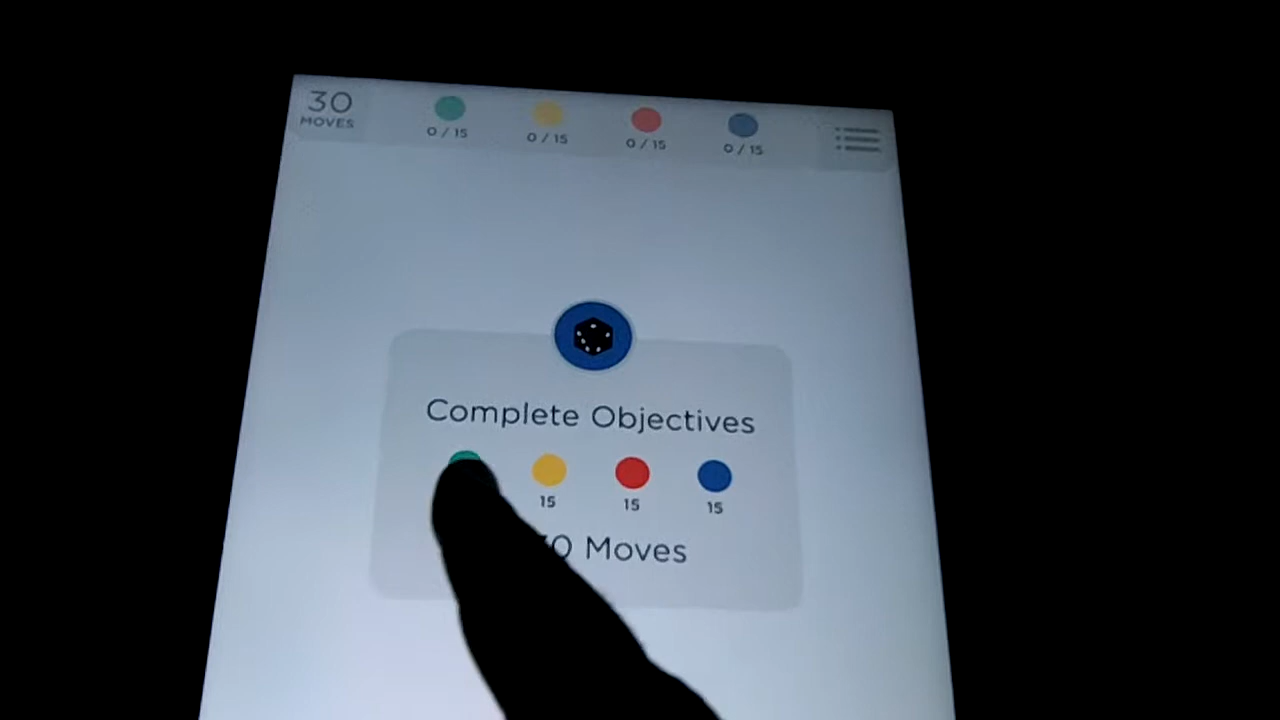 30
MOVES
0 / 15 0 / 15 0 / 15 0 / 15
Complete Objectives
15 15 15
Moves